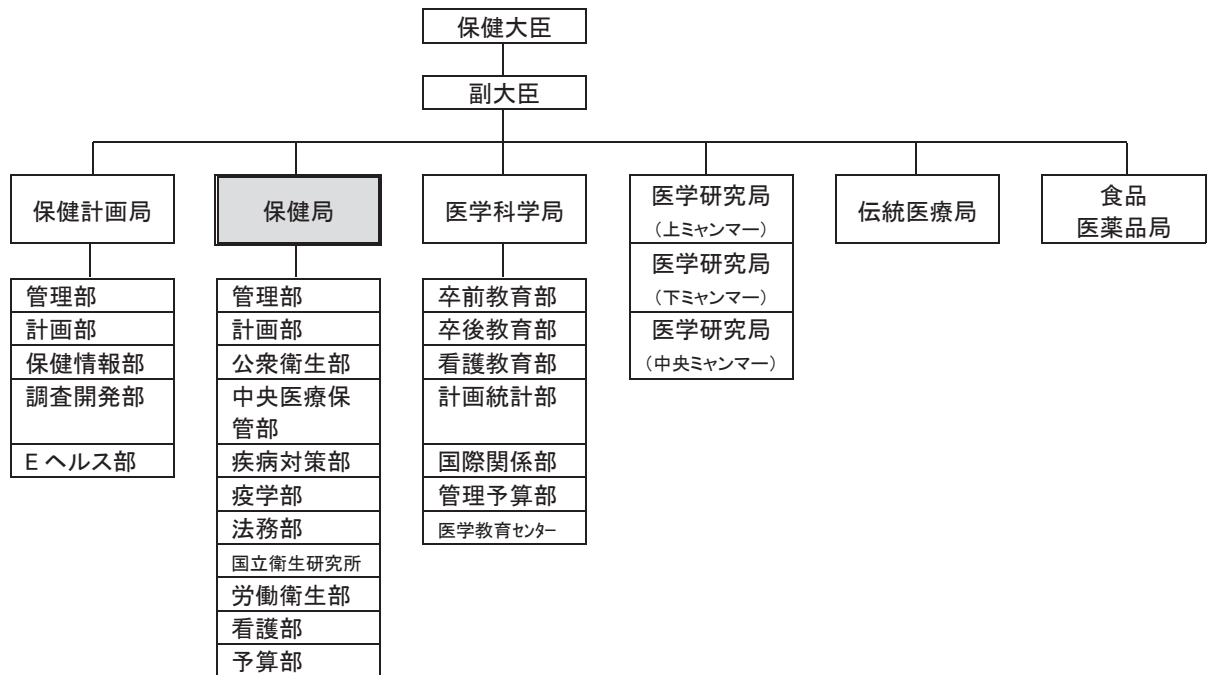 保健大臣
副大臣
保健計画局
保健局
医学科学局
医学研究局
(上ミャンマー)
医学研究局
(下ミャンマー)
医学研究局
(中央ミャンマー)
伝統医療局
食品
医薬品局
管理部
計画部
保健情報部
調査開発部
E ヘルス部
管理部
計画部
公衆衛生部
中央医療保
管部
疾病対策部
疫学部
法務部
国立衛生研究所
労働衛生部
看護部
予算部
卒前教育部
卒後教育部
看護教育部
計画統計部
国際関係部
管理予算部
医学教育センター